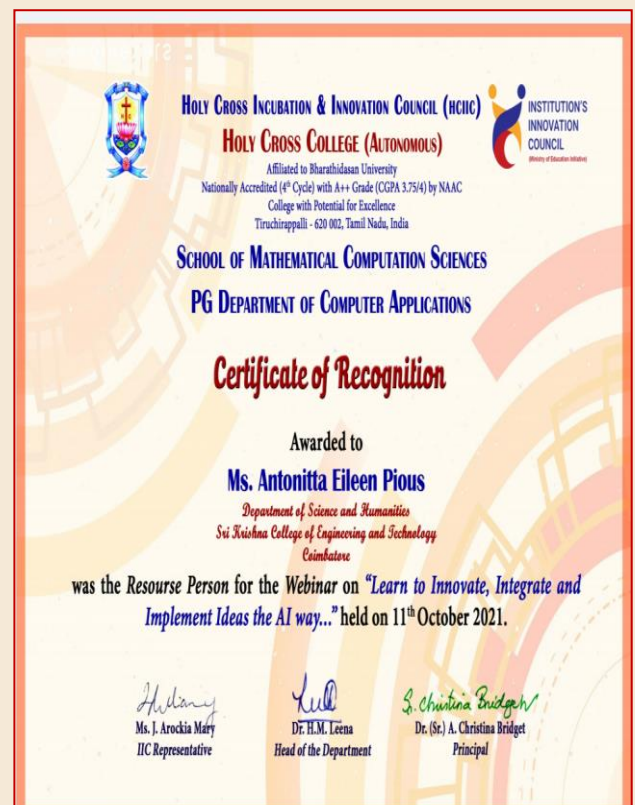 HOLY CROSS INCUBATION & INNOVATION COUNCIL (HCIIC)
HOLY CROSS COLLEGE (AUTONOMOUS)
Affiliated to Bharathidasan University
Nationally Accredited (4th Cycle) with A++ Grade (CGPA 3.75/4) by NAAC
College with Potential for Excellence
Tiruchirappalli - 620 002, Tamil Nadu, India
INSTITUTION'S
INNOVATION
COUNCIL
(Ministry of Education Initiative)
SCHOOL OF MATHEMATICAL COMPUTATION SCIENCES
PG DEPARTMENT OF COMPUTER APPLICATIONS
Certificate of Recognition
Awarded to
Ms. Antonitta Eileen Pious
Department of Science and Humanities
Sri Krishna College of Engineering and Technology
Coimbatore
was the Resourse Person for the Webinar on “Learn to Innovate, Integrate and
Implement Ideas the AI way...” held on 11th October 2021.
S. Christina Bridget
Ms. J. Arockia Mary
IIC Representative
Dr. H.M. Leena
Head of the Department
Dr. (Sr.) A. Christina Bridget
Principal